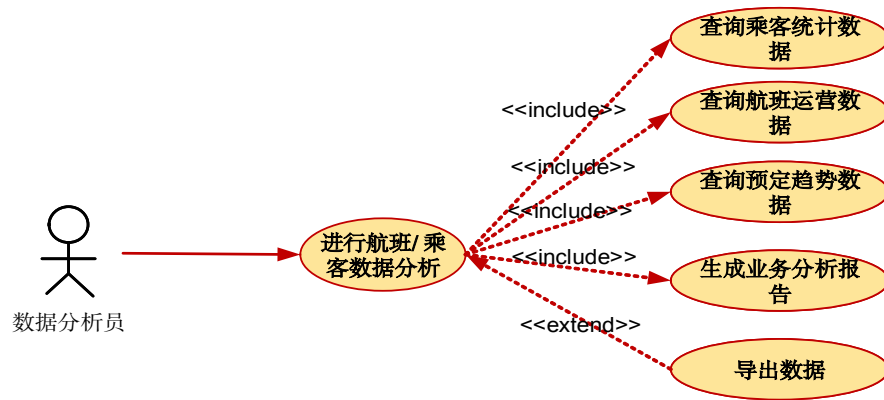 查询乘客统计数
据
<<include>>
查询航班运营数
据
<<include>>
查询预定趋势数
据
<<include>>
进行航班/ 乘
客数据分析
<<include>>
生成业务分析报
告
数据分析员
<<extend>>
导出数据